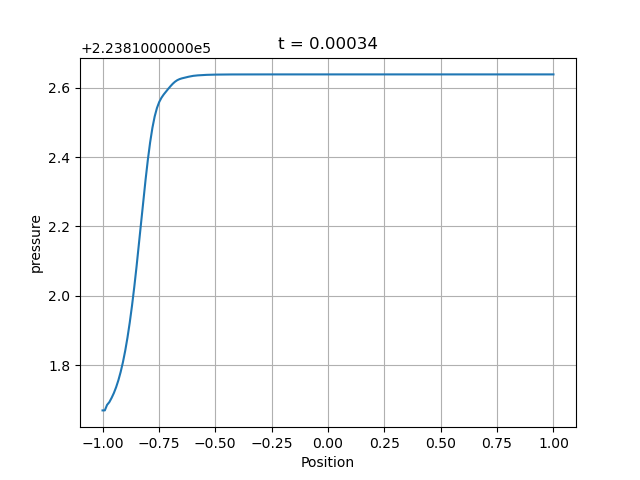 +2.2381000000e5
t = 0.00034
2.6
2.4
2.2
2.0
1.8
pressure
−1.00 −0.75 −0.50 −0.25 0.00 0.25 0.50 0.75 1.00
Position